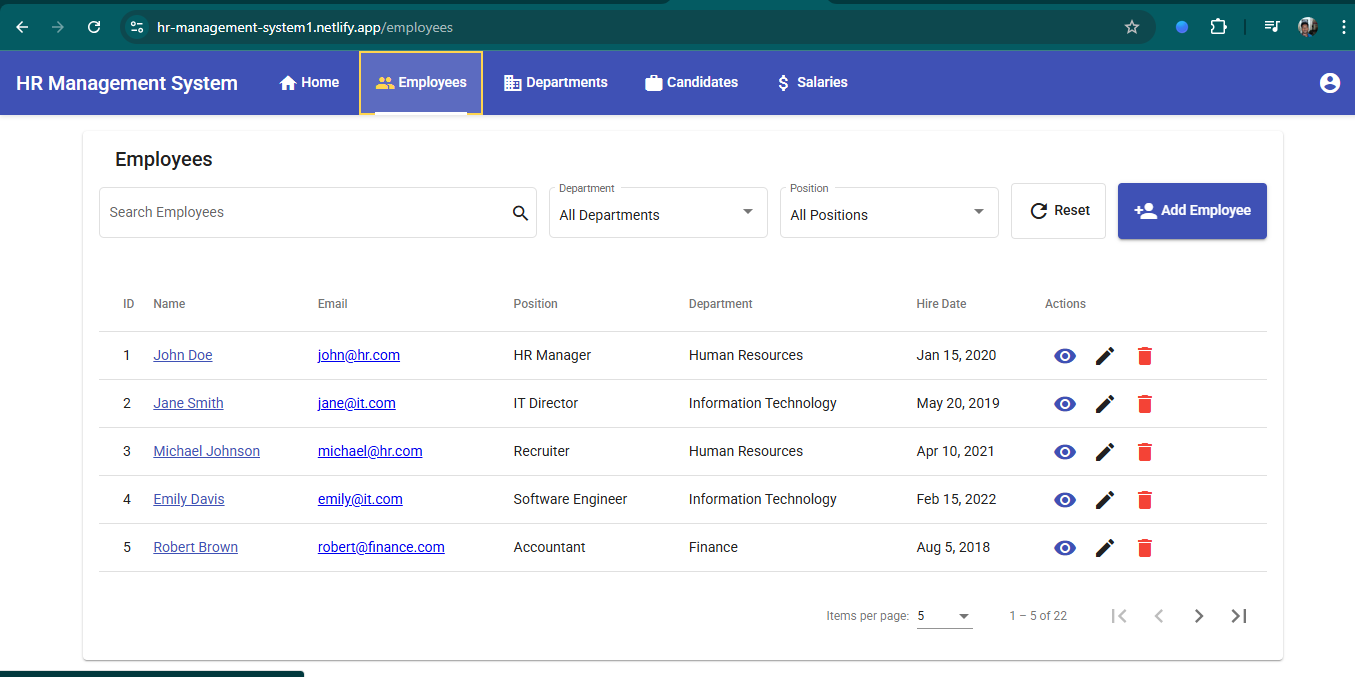 hr-management-system1.netlify.app/employees
HR Management System Home Employees Departments Candidates Salaries
Employees
Department Position
Search Employees All Departments All Positions Reset Add Employee
ID Name Email Position Department Hire Date Actions
1 John Doe john@hr.com HR Manager Human Resources Jan 15, 2020
2 Jane Smith jane@it.com IT Director Information Technology May 20, 2019
3 Michael Johnson michael@hr.com Recruiter Human Resources Apr 10, 2021
4 Emily Davis emily@it.com Software Engineer Information Technology Feb 15, 2022
5 Robert Brown robert@finance.com Accountant Finance Aug 5, 2018
Items per page: 5 1 – 5 of 22